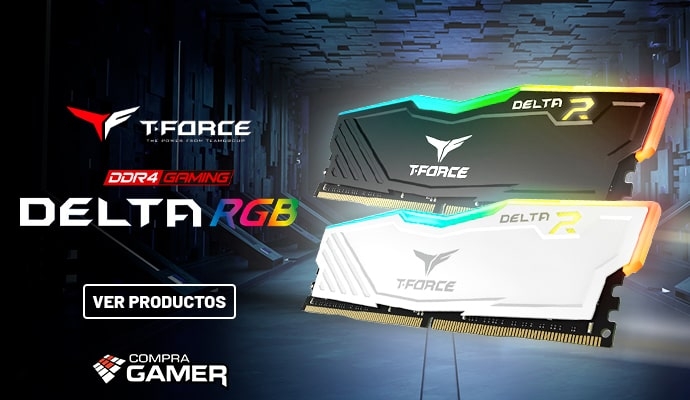 T-FORCE
THE POWER FROM TEAMGROUP
DDR4 GAMING
DELTA RGB
VER PRODUCTOS
COMPRA
GAMER
DELTA R
T-FORCE
DELTA R
T-FORCE